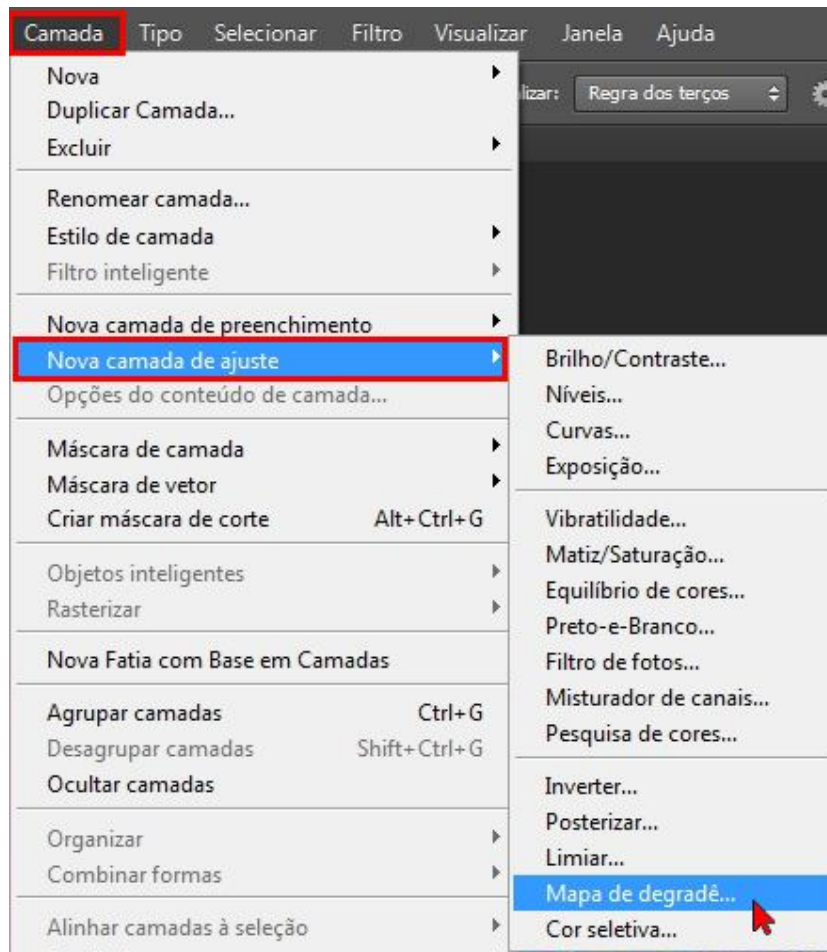 Camada Tipo Selecionar Filtro Visualizar Janela Ajuda
lizar: Regra dos terços
Nova
Duplicar Camada...
Excluir
Renomear camada...
Estilo de camada
Filtro inteligente
Nova camada de preenchimento
Nova camada de ajuste
Opções do conteúdo de camada...
Máscara de camada
Máscara de vetor
Criar máscara de corte Alt+Ctrl+G
Objetos inteligentes
Rasterizar
Nova Fatia com Base em Camadas
Agrupar camadas Ctrl+G
Desagrupar camadas Shift+Ctrl+G
Ocultar camadas
Organizar
Combinar formas
Alinhar camadas à seleção
Brilho/Contraste...
Níveis...
Curvas...
Exposição...
Vibratilidade...
Matiz/Saturação...
Equilíbrio de cores...
Preto-e-Branco...
Filtro de fotos...
Misturador de canais...
Pesquisa de cores...
Inverter...
Posterizar...
Limiar...
Mapa de degradê...
Cor seletiva...